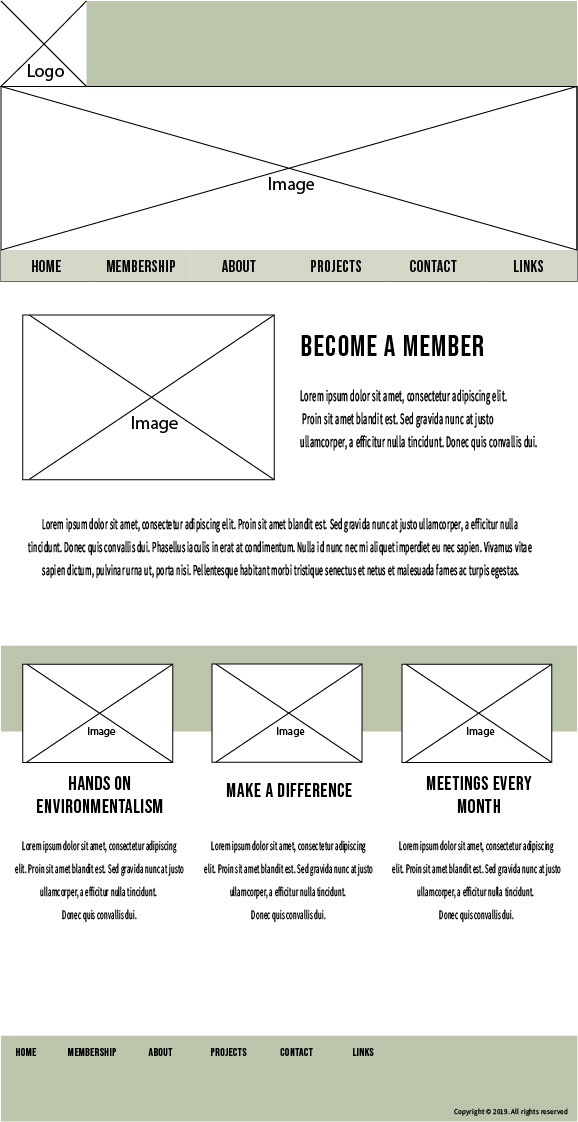 Logo
Image
HOME MEMBERSHIP ABOUT PROJECTS CONTACT LINKS
Image
BECOME A MEMBER
Lorem ipsum dolor sit amet, consectetur adipiscing elit.
Proin sit amet blandit est. Sed gravida nunc at justo
ullamcorper, a efficitur nulla tincidunt. Donec quis convallis dui.
Lorem ipsum dolor sit amet, consectetur adipiscing elit. Proin sit amet blandit est. Sed gravida nunc at justo ullamcorper, a efficitur nulla
tincidunt. Donec quis convallis dui. Phasellus iaculis in erat at condimentum. Nulla id nunc nec mi aliquet imperdiet eu nec sapien. Vivamus vitae
sapien dictum, pulvinar urna ut, porta nisi. Pellentesque habitant morbi tristique senectus et netus et malesuada fames ac turpis egestas.
Image
HANDS ON
ENVIRONMENTALISM
Lorem ipsum dolor sit amet, consectetur adipiscing
elit. Proin sit amet blandit est. Sed gravida nunc at justo
ullamcorper, a efficitur nulla tincidunt.
Donec quis convallis dui.
Image
MAKE A DIFFERENCE
Lorem ipsum dolor sit amet, consectetur adipiscing
elit. Proin sit amet blandit est. Sed gravida nunc at justo
ullamcorper, a efficitur nulla tincidunt.
Donec quis convallis dui.
Image
MEETINGS EVERY
MONTH
Lorem ipsum dolor sit amet, consectetur adipiscing
elit. Proin sit amet blandit est. Sed gravida nunc at justo
ullamcorper, a efficitur nulla tincidunt.
Donec quis convallis dui.
HOME MEMBERSHIP ABOUT PROJECTS CONTACT LINKS
Copyright © 2019. All rights reserved